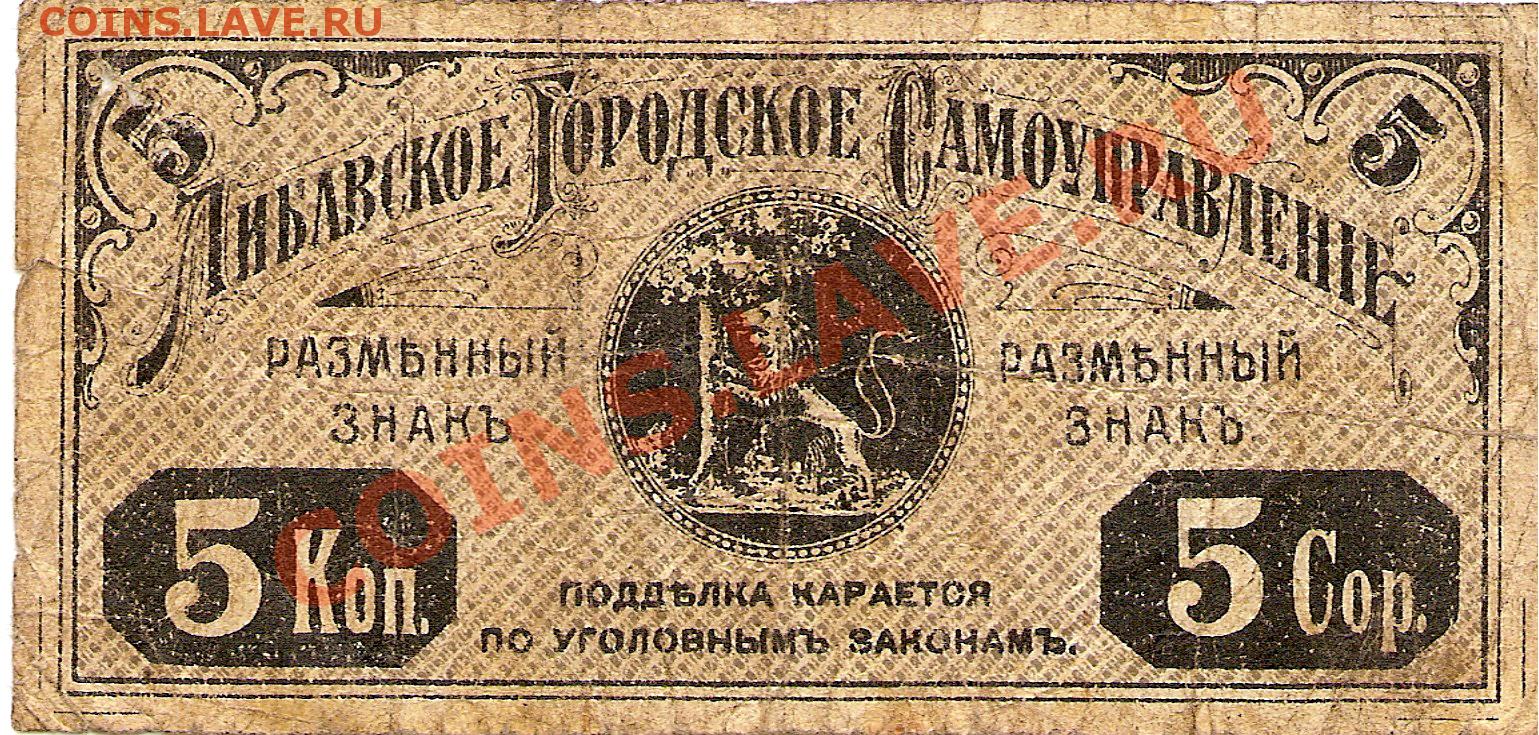 COINS.LAVE.RU
5
5
Либавское Городское Самоуправленіе
РАЗМѢННЫЙ
ЗНАКЪ
РАЗМѢННЫЙ
ЗНАКЪ.
5 Коп.
5 Cop.
ПОДДѢЛКА КАРАЕТСЯ
ПО УГОЛОВНЫМЪ ЗАКОНАМЪ.
COINS.LAVE.RU